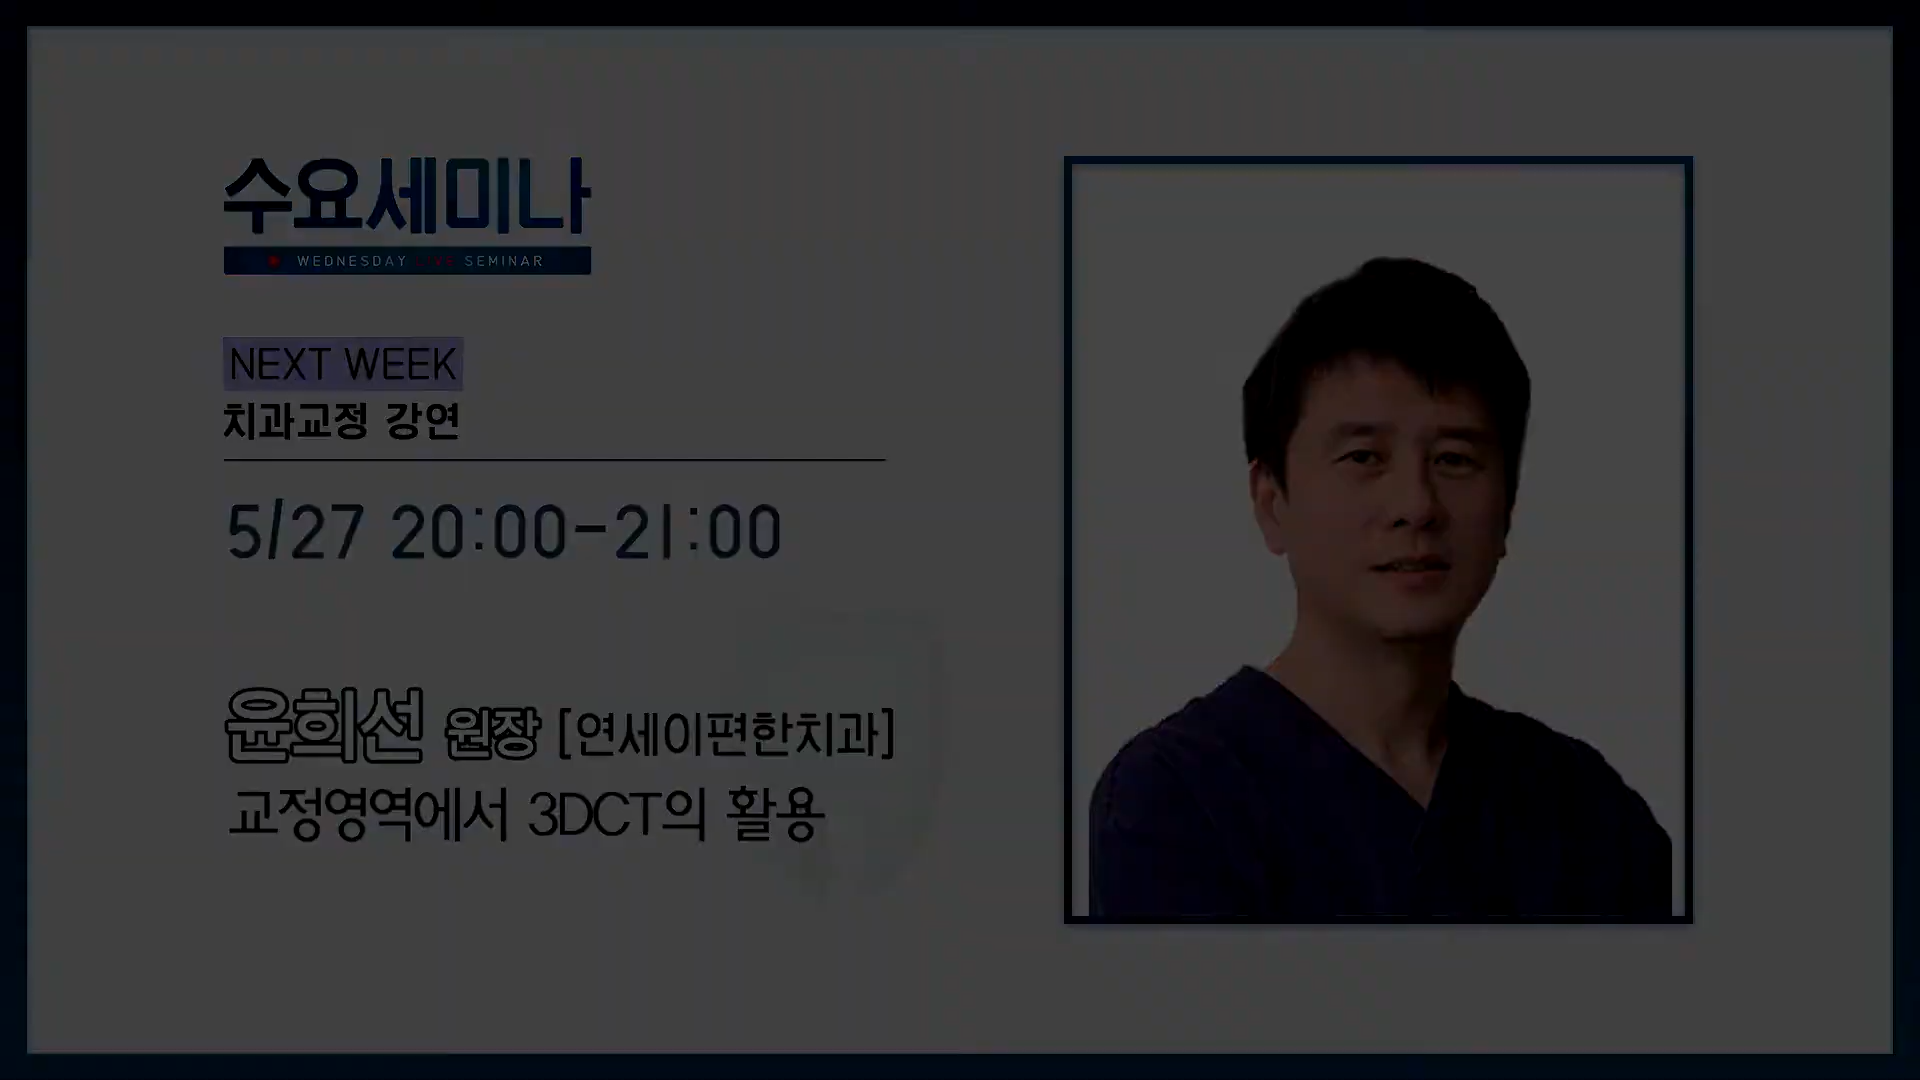 수요세미나
WEDNESDAY LIVE SEMINAR
NEXT WEEK
치과교정 강연
5/27 20:00-21:00
윤희선 원장 [연세이편한치과]
교정영역에서 3DCT의 활용